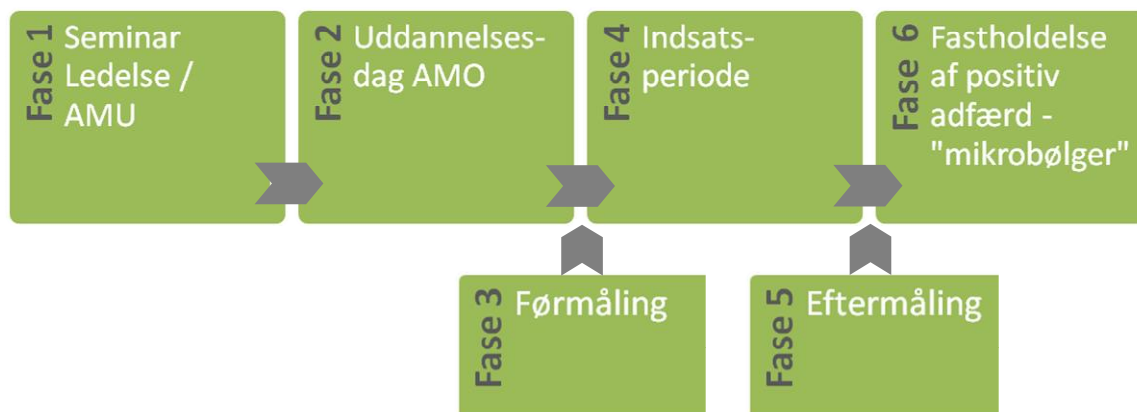 Fase 1
Seminar
Ledelse /
AMU
Fase 2
Uddannelses-
dag AMO
Fase 4
Indsats-
periode
Fase 6
Fastholdelse
af positiv
adfærd -
"mikrobølger"
Fase 3
Førmåling
Fase 5
Eftermåling